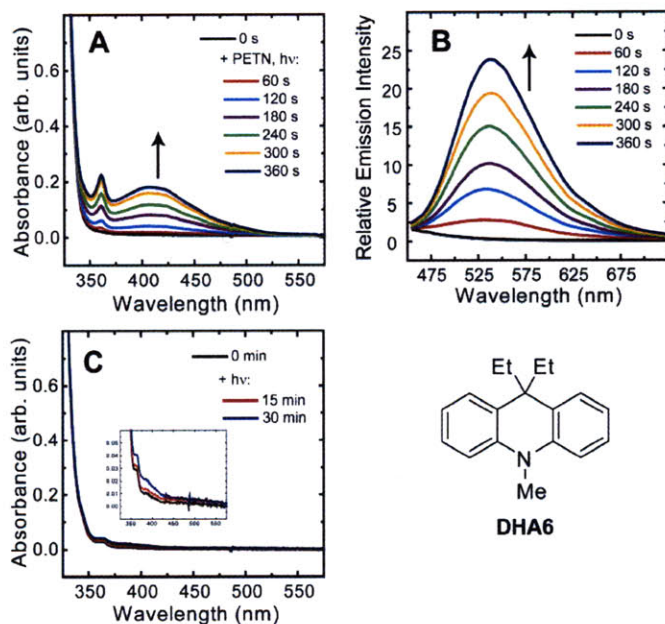 A
Absorbance (arb. units)
0.8
0.6
0.4
0.2
0.0
0 s
+ PETN, hν:
60 s
120 s
180 s
240 s
300 s
360 s
350 400 450 500 550
Wavelength (nm)
B
Relative Emission Intensity
25
20
15
10
5
0
0 s
60 s
120 s
180 s
240 s
300 s
360 s
475 525 575 625 675
Wavelength (nm)
C
Absorbance (arb. units)
0.8
0.6
0.4
0.2
0.0
0 min
+ hν:
15 min
30 min
350 400 450 500 550
Wavelength (nm)
Et Et
N
Me
DHA6